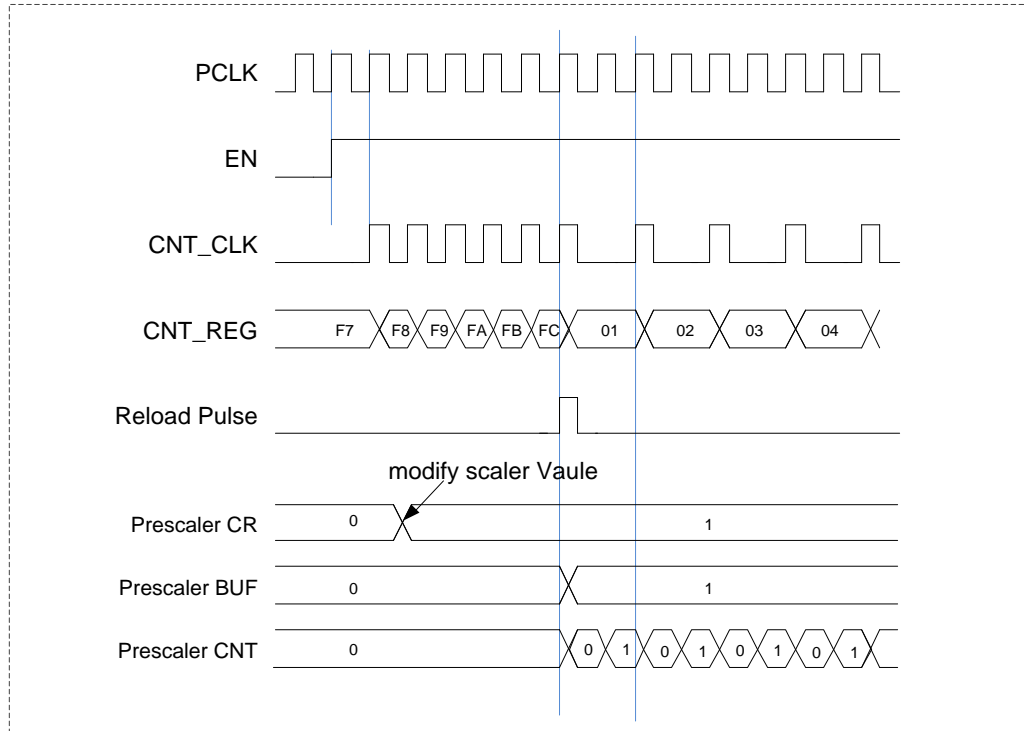 PCLK
EN
CNT_CLK
CNT_REG F7 F8 F9 FA FB FC 01 02 03 04
Reload Pulse
modify scaler Vaule
Prescaler CR 0 1
Prescaler BUF 0 1
Prescaler CNT 0 0 1 0 1 0 1 0 1